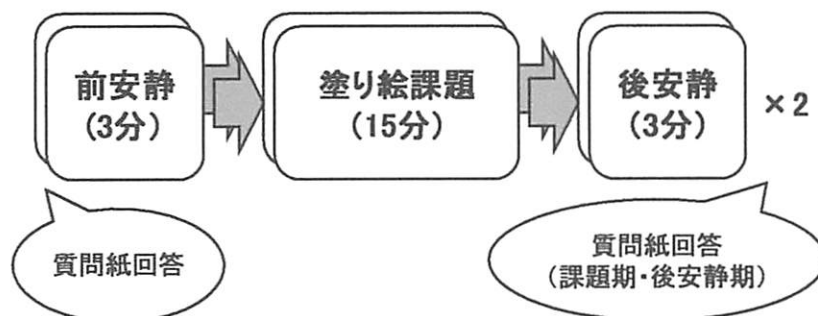 前安静
(3分)
塗り絵課題
(15分)
後安静
(3分)
×2
質問紙回答
質問紙回答
(課題期・後安静期)